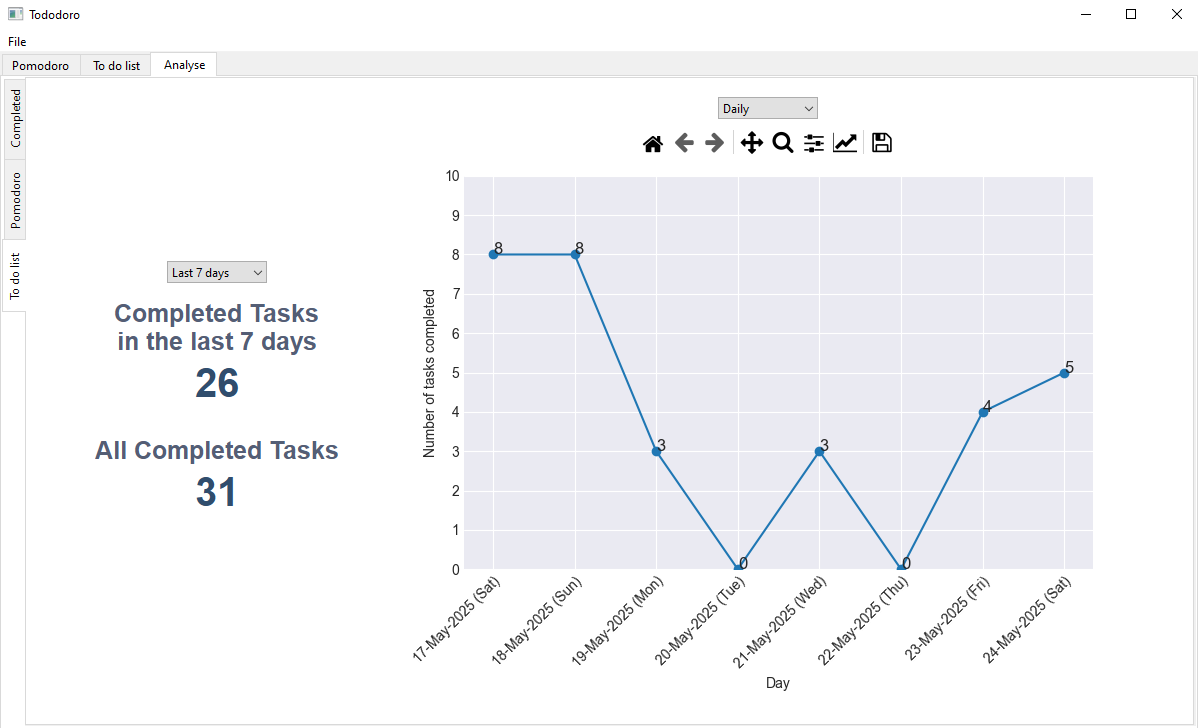 Tododoro
File
Pomodoro
To do list
Analyse
Completed
Pomodoro
To do list
Last 7 days
Completed Tasks
in the last 7 days
26
All Completed Tasks
31
Daily
10
9
8
7
6
5
4
3
2
1
0
Number of tasks completed
8
8
3
0
3
0
4
5
17-May-2025 (Sat)
18-May-2025 (Sun)
19-May-2025 (Mon)
20-May-2025 (Tue)
21-May-2025 (Wed)
22-May-2025 (Thu)
23-May-2025 (Fri)
24-May-2025 (Sat)
Day